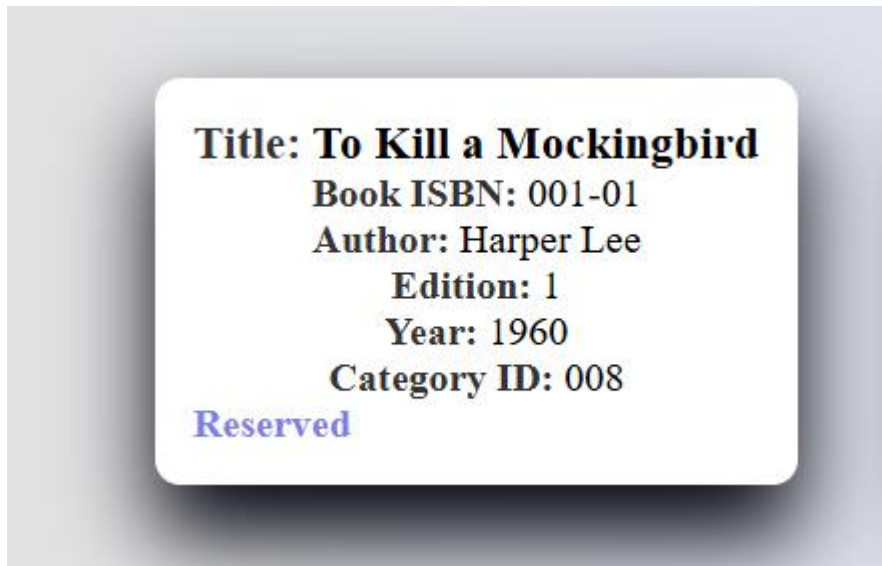 Title: To Kill a Mockingbird
Book ISBN: 001-01
Author: Harper Lee
Edition: 1
Year: 1960
Category ID: 008
Reserved